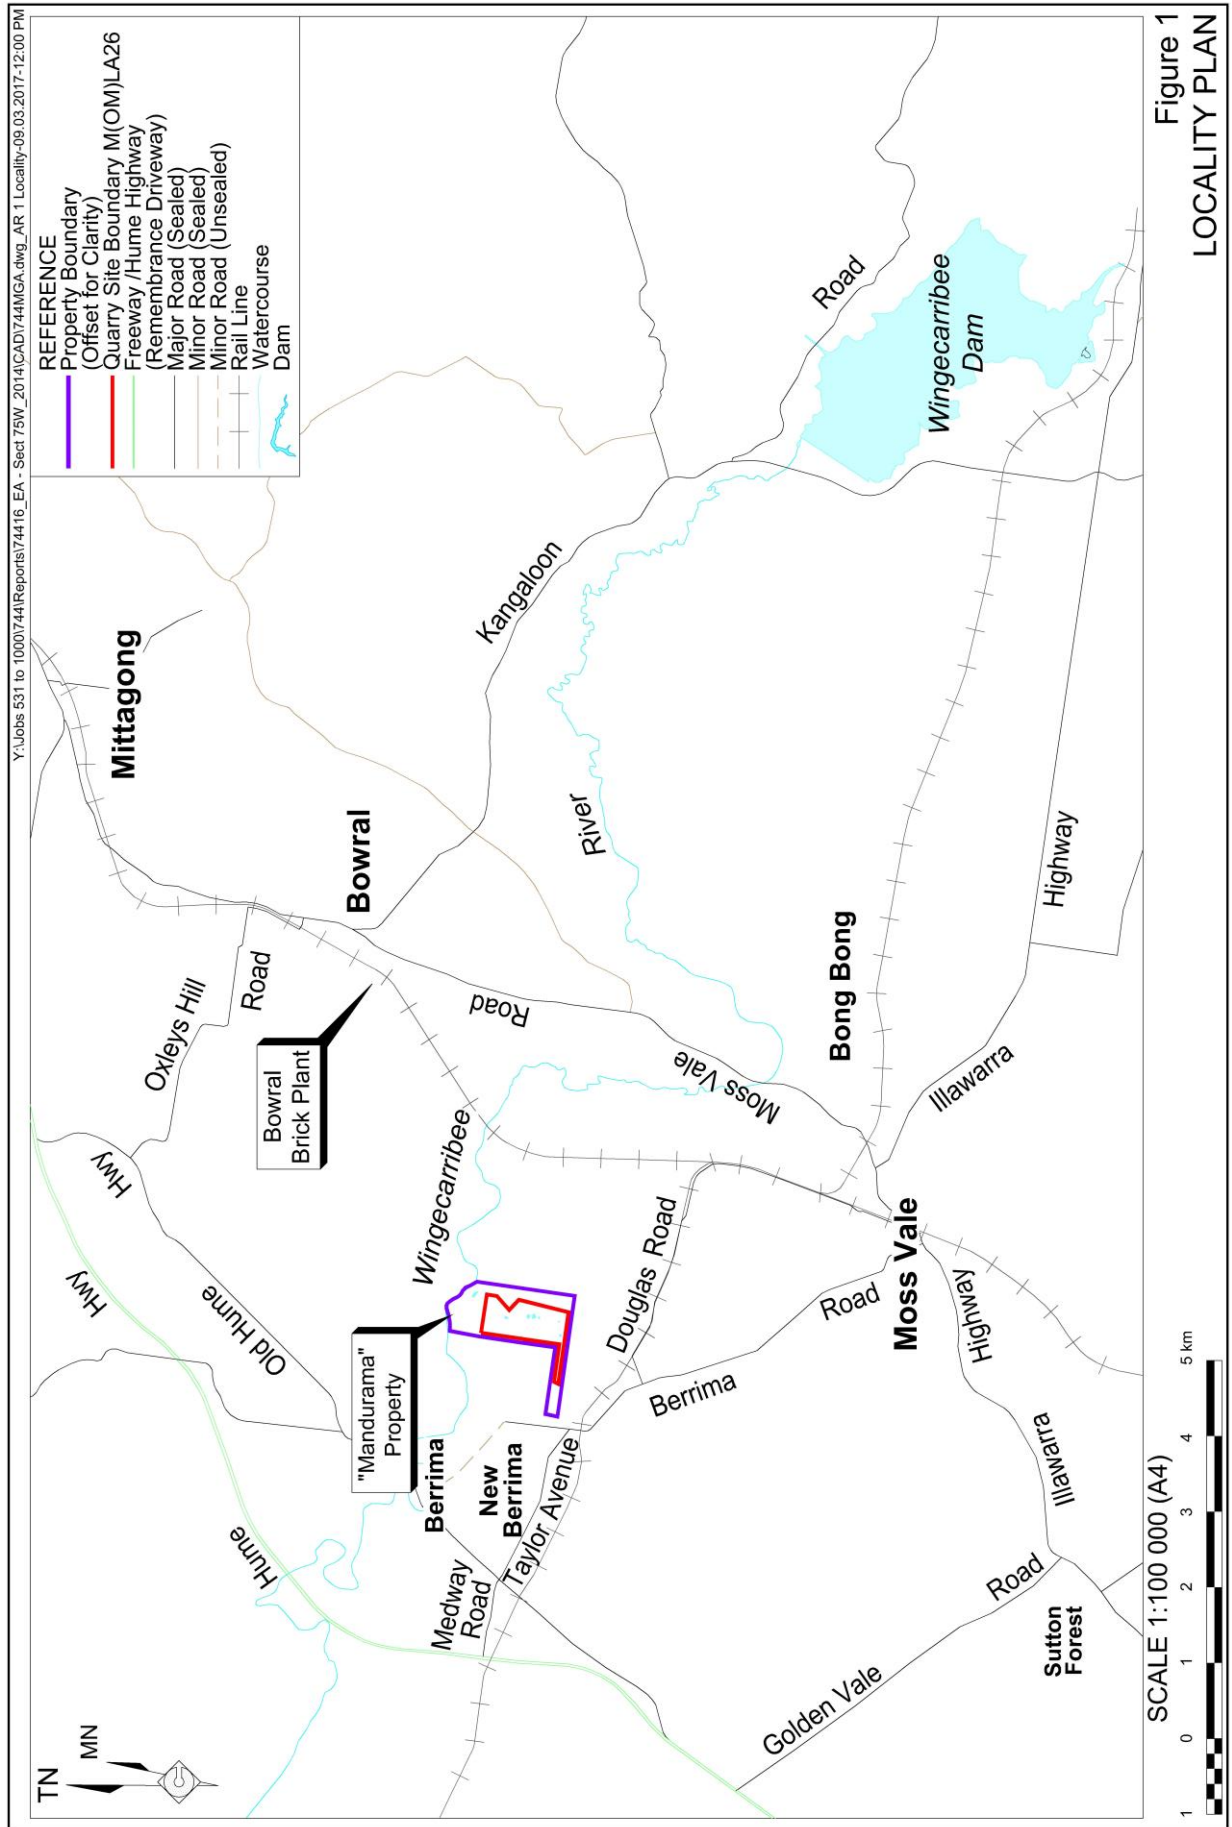 Y:\Jobs 531 to 1000\744\Reports\74416_EA - Sect 75W_2014\CAD\744MGA.dwg_AR 1 Locality-09.03.2017-12:00 PM
REFERENCE
Property Boundary
(Offset for Clarity)
Quarry Site Boundary M(OM)LA26
Freeway /Hume Highway
(Remembrance Driveway)
Major Road (Sealed)
Minor Road (Sealed)
Minor Road (Unsealed)
Rail Line
Watercourse
Dam
TN
MN
Mittagong
Hwy
Hwy
Oxleys Hill
Road
Bowral
Brick Plant
Bowral
Old Hume
Hume
"Mandurama"
Property
Wingecarribee
Road
Kangaloon
Road
Berrima
New
Berrima
Medway
Road
Taylor Avenue
Douglas Road
Berrima
Road
Moss Vale
River
Wingecarribee
Dam
Bong Bong
Moss Vale
Illawarra
Highway
Highway
Illawarra
Golden Vale
Road
Sutton
Forest
SCALE 1:100 000 (A4)
1 0 1 2 3 4 5 km
Figure 1
LOCALITY PLAN